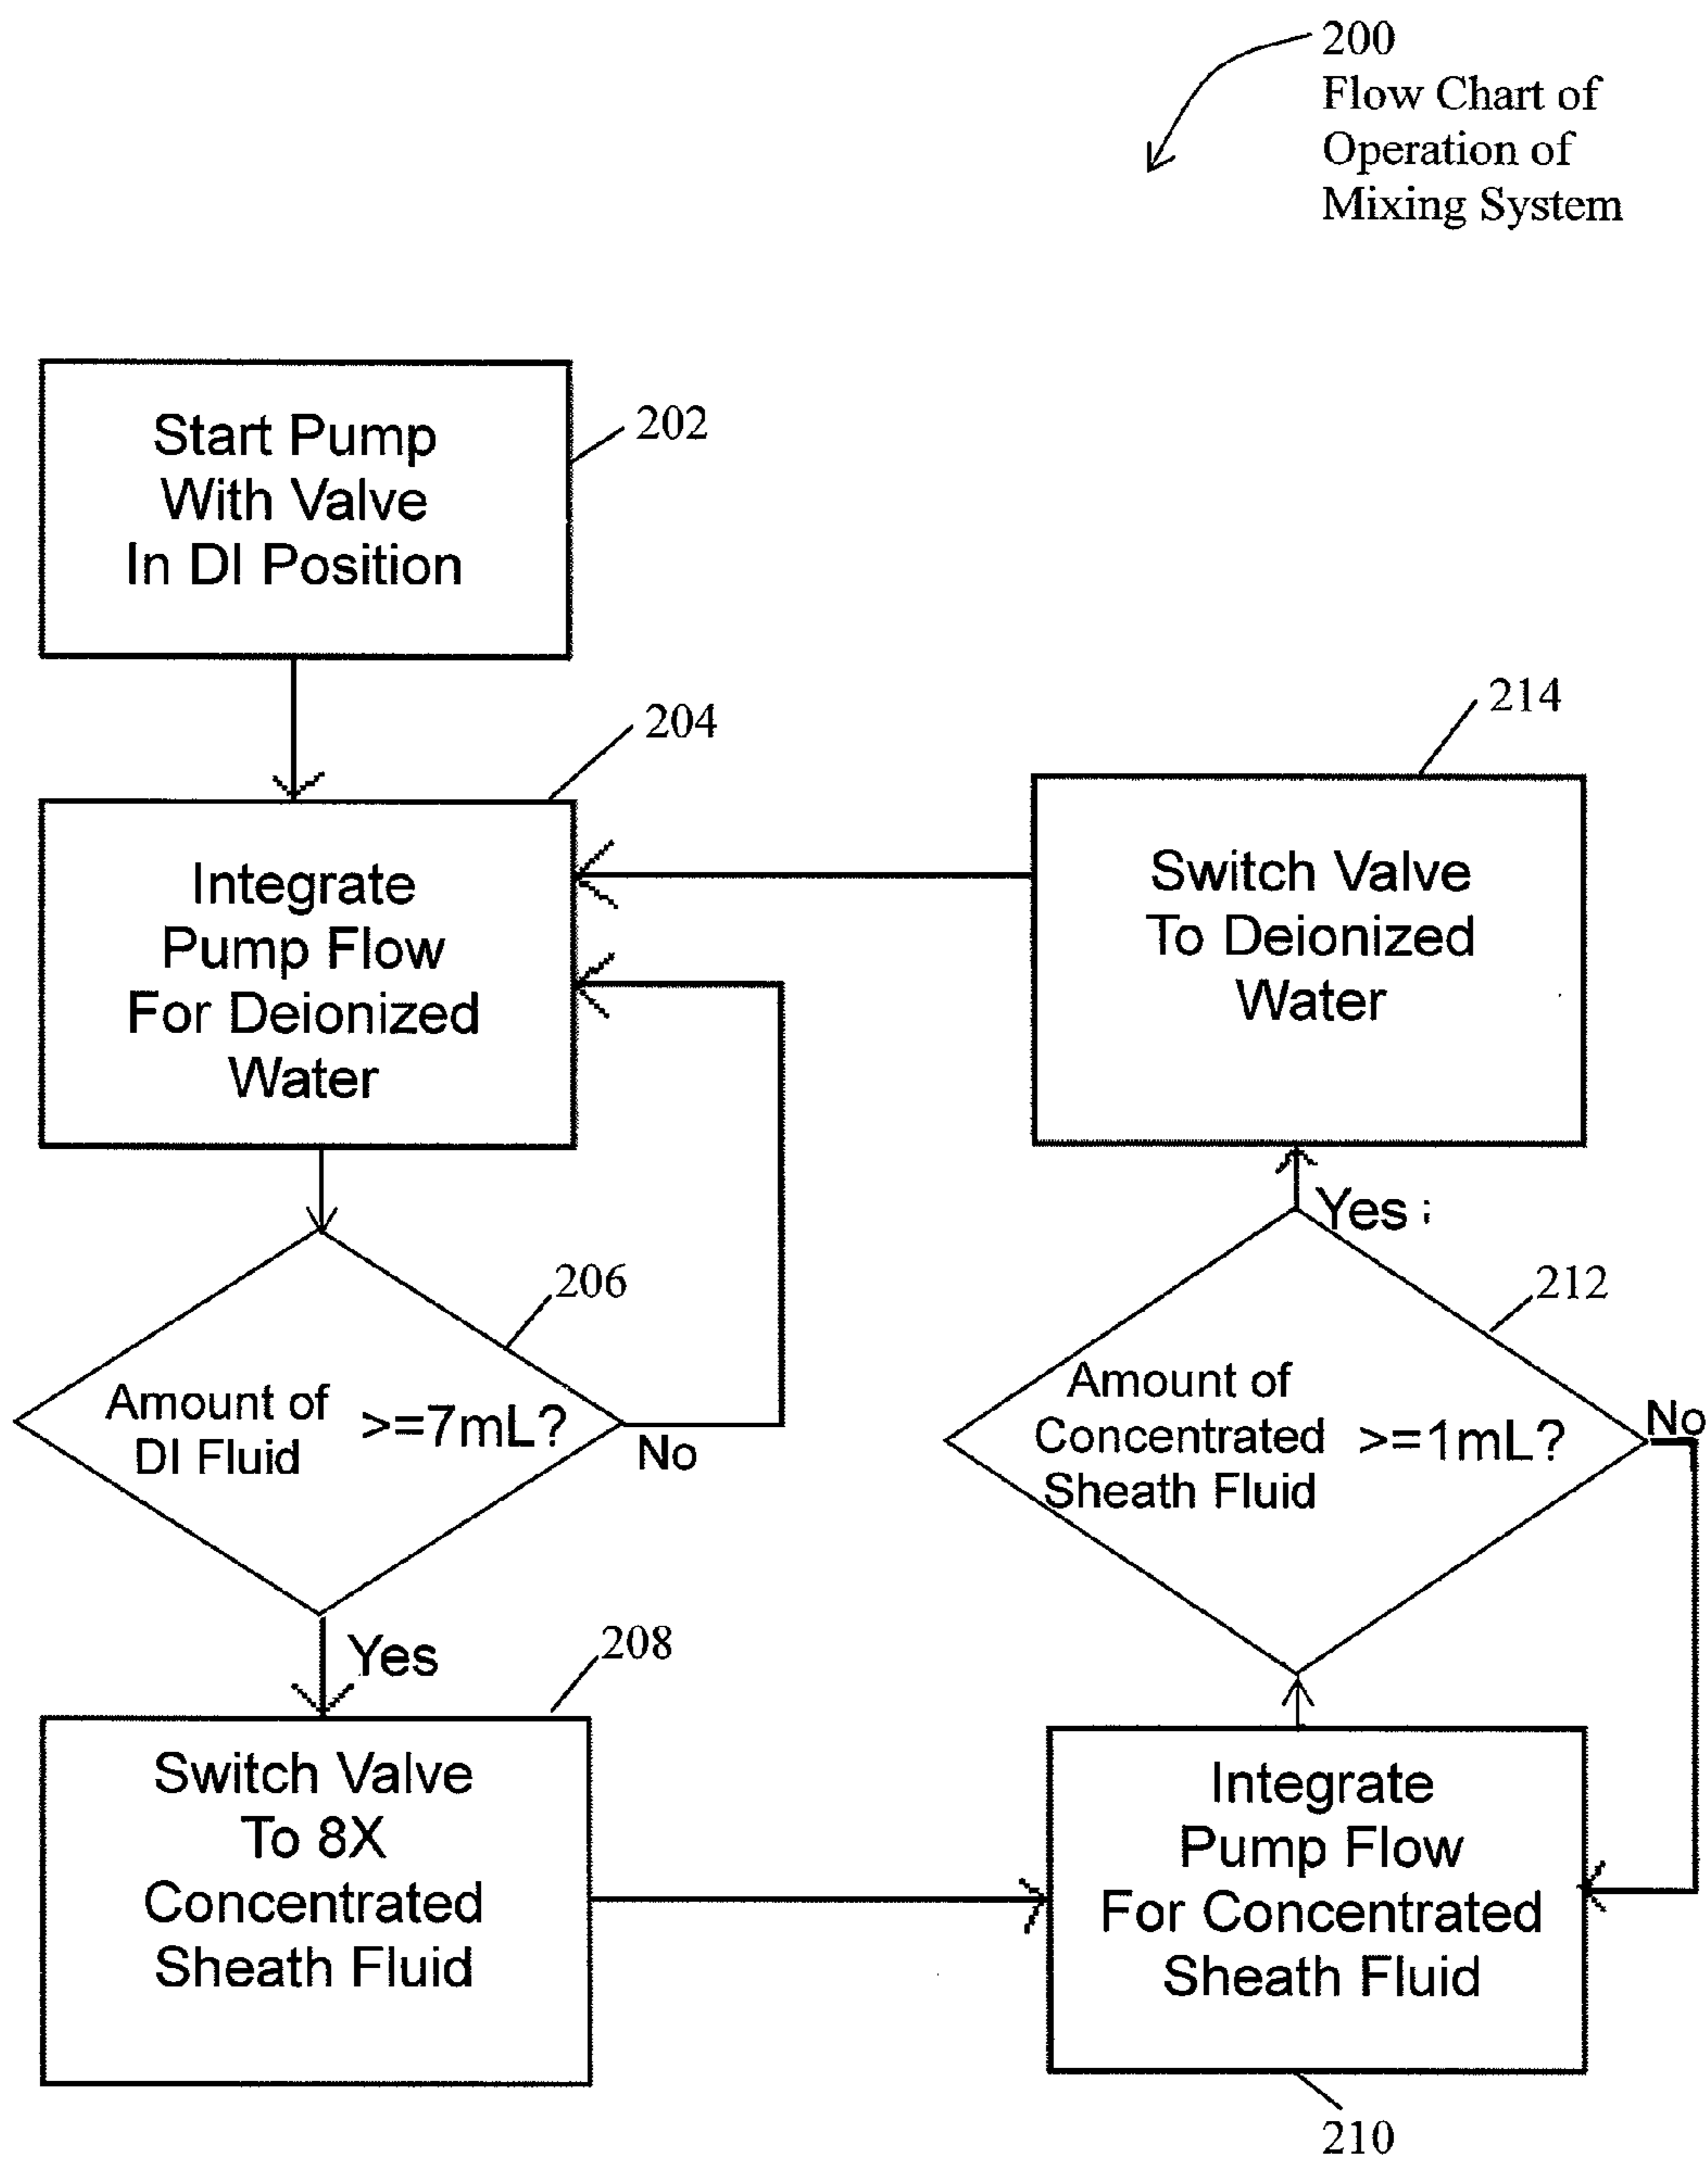 200
Flow Chart of
Operation of
Mixing System
Start Pump
With Valve
In DI Position
202
204
Integrate
Pump Flow
For Deionized
Water
214
Switch Valve
To Deionized
Water
206
Amount of
DI Fluid
>=7mL?
No
Yes
208
Switch Valve
To 8X
Concentrated
Sheath Fluid
Yes
212
Amount of
Concentrated
Sheath Fluid
>=1mL?
No
Integrate
Pump Flow
For Concentrated
Sheath Fluid
210